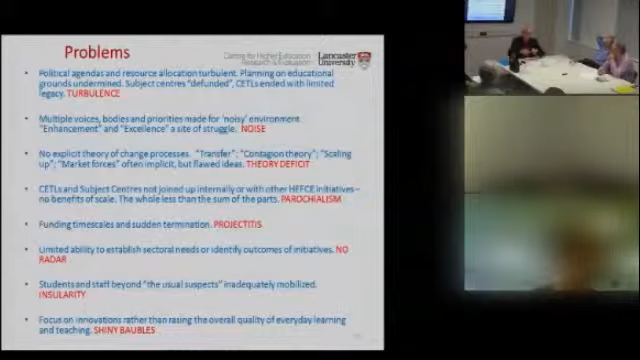 Problems
Centre for Higher Education
Research & Evaluation
Lancaster
University
Political agendas and resource allocation turbulent. Planning on educational
grounds undermined. Subject centres "defunded", CETLs ended with limited
legacy. TURBULENCE
Multiple voices, bodies and priorities made for 'noisy' environment
"Enhancement" and "Excellence" a site of struggle. NOISE
No explicit theory of change processes. "Transfer"; "Contagion theory"; "Scaling
up"; "Market forces" often implicit, but flawed ideas. THEORY DEFICIT
CETLs and Subject Centres not joined up internally or with other HEFCE initiatives –
no benefits of scale. The whole less than the sum of the parts. PAROCHIALISM
Funding timescales and sudden termination. PROJECTITIS
Limited ability to establish sectoral needs or identify outcomes of initiatives. NO
RADAR
Students and staff beyond "the usual suspects" inadequately mobilized.
INSULARITY
Focus on innovations rather than rasing the overall quality of everyday learning
and teaching. SHINY BAUBLES